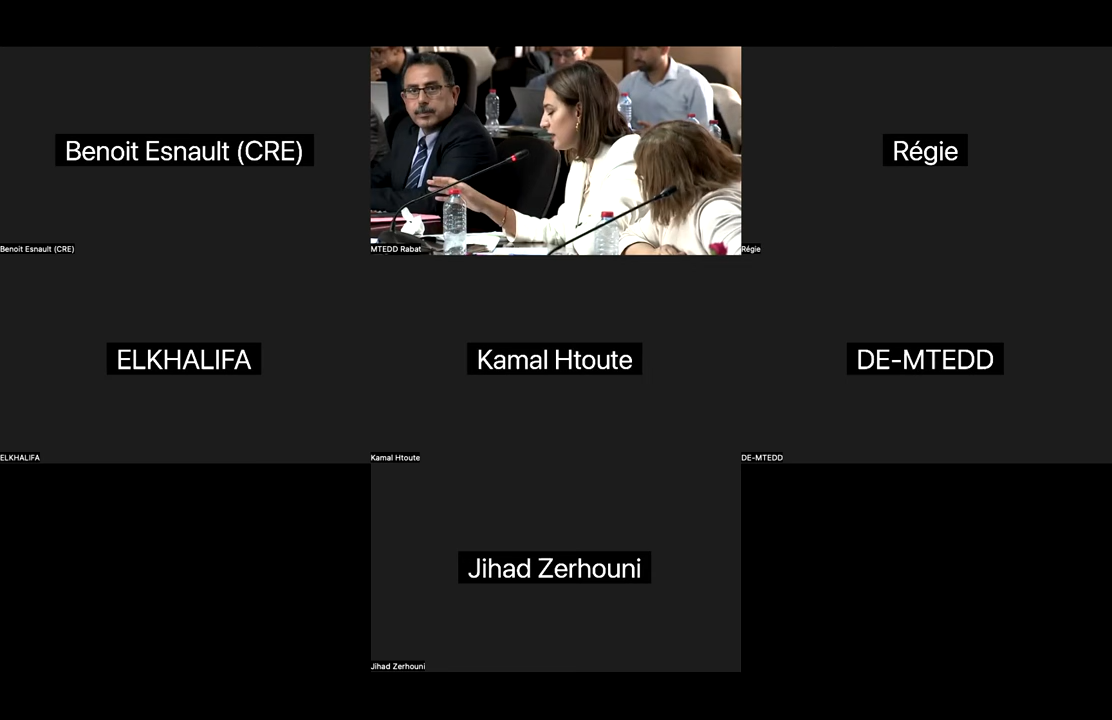 Benoit Esnault (CRE)
Régie
Benoit Esnault (CRE)
MTEDD Rabat
Régie
ELKHALIFA
Kamal Htoute
DE-MTEDD
ELKHALIFA
Kamal Htoute
DE-MTEDD
Jihad Zerhouni
Jihad Zerhouni